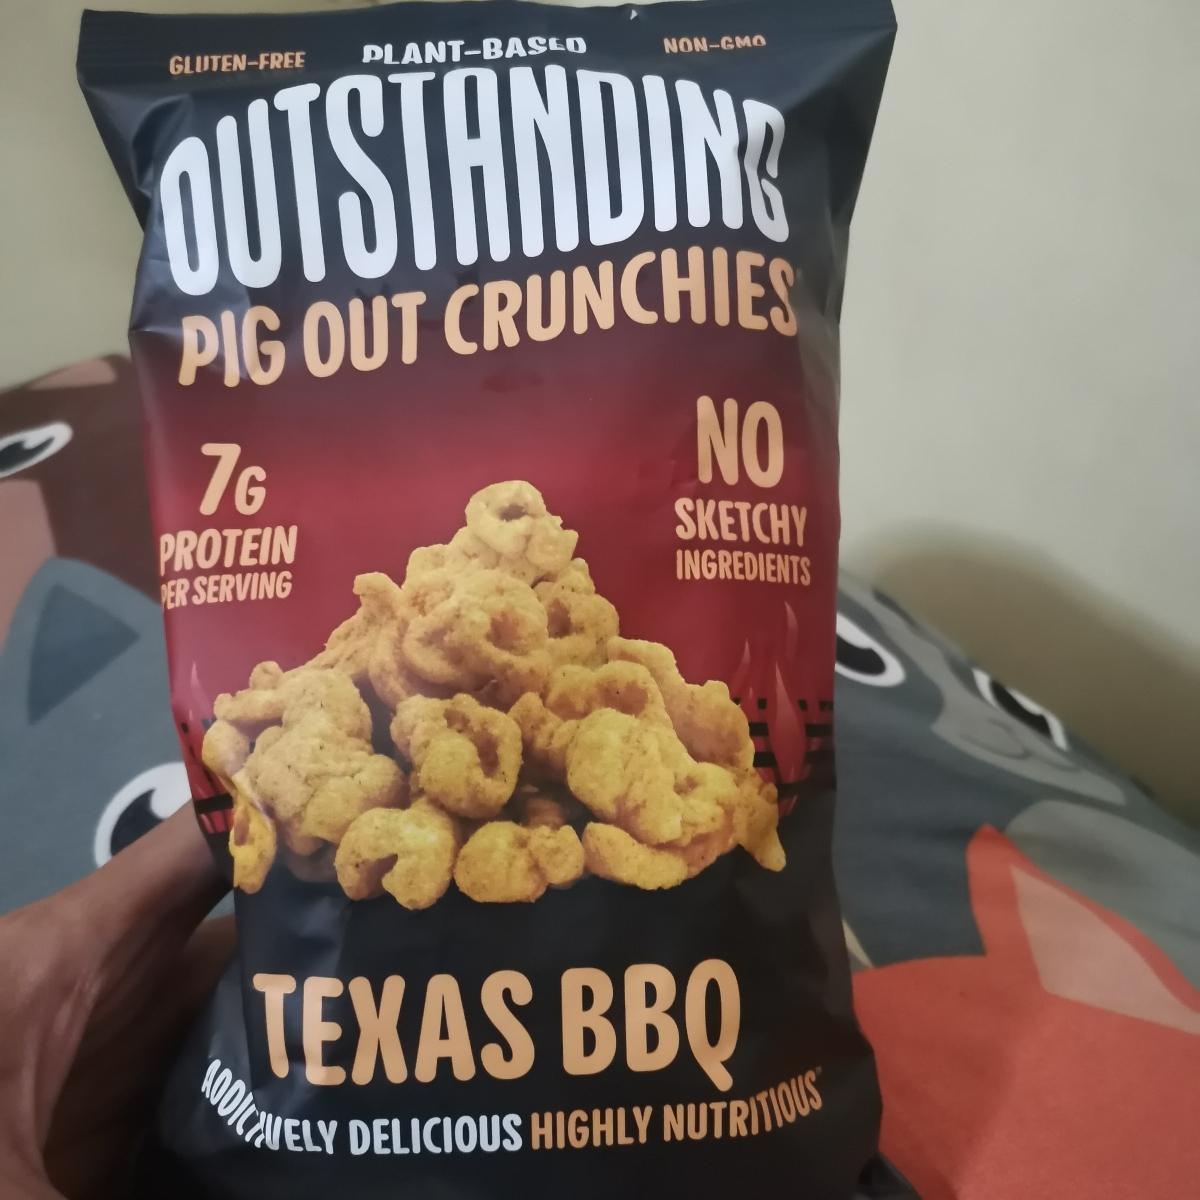 GLUTEN-FREE PLANT-BASED NON-GMO
OUTSTANDING
PIG OUT CRUNCHIES
7G
PROTEIN
PER SERVING
NO
SKETCHY
INGREDIENTS
TEXAS BBQ
ADDICTIVELY DELICIOUS HIGHLY NUTRITIOUS™